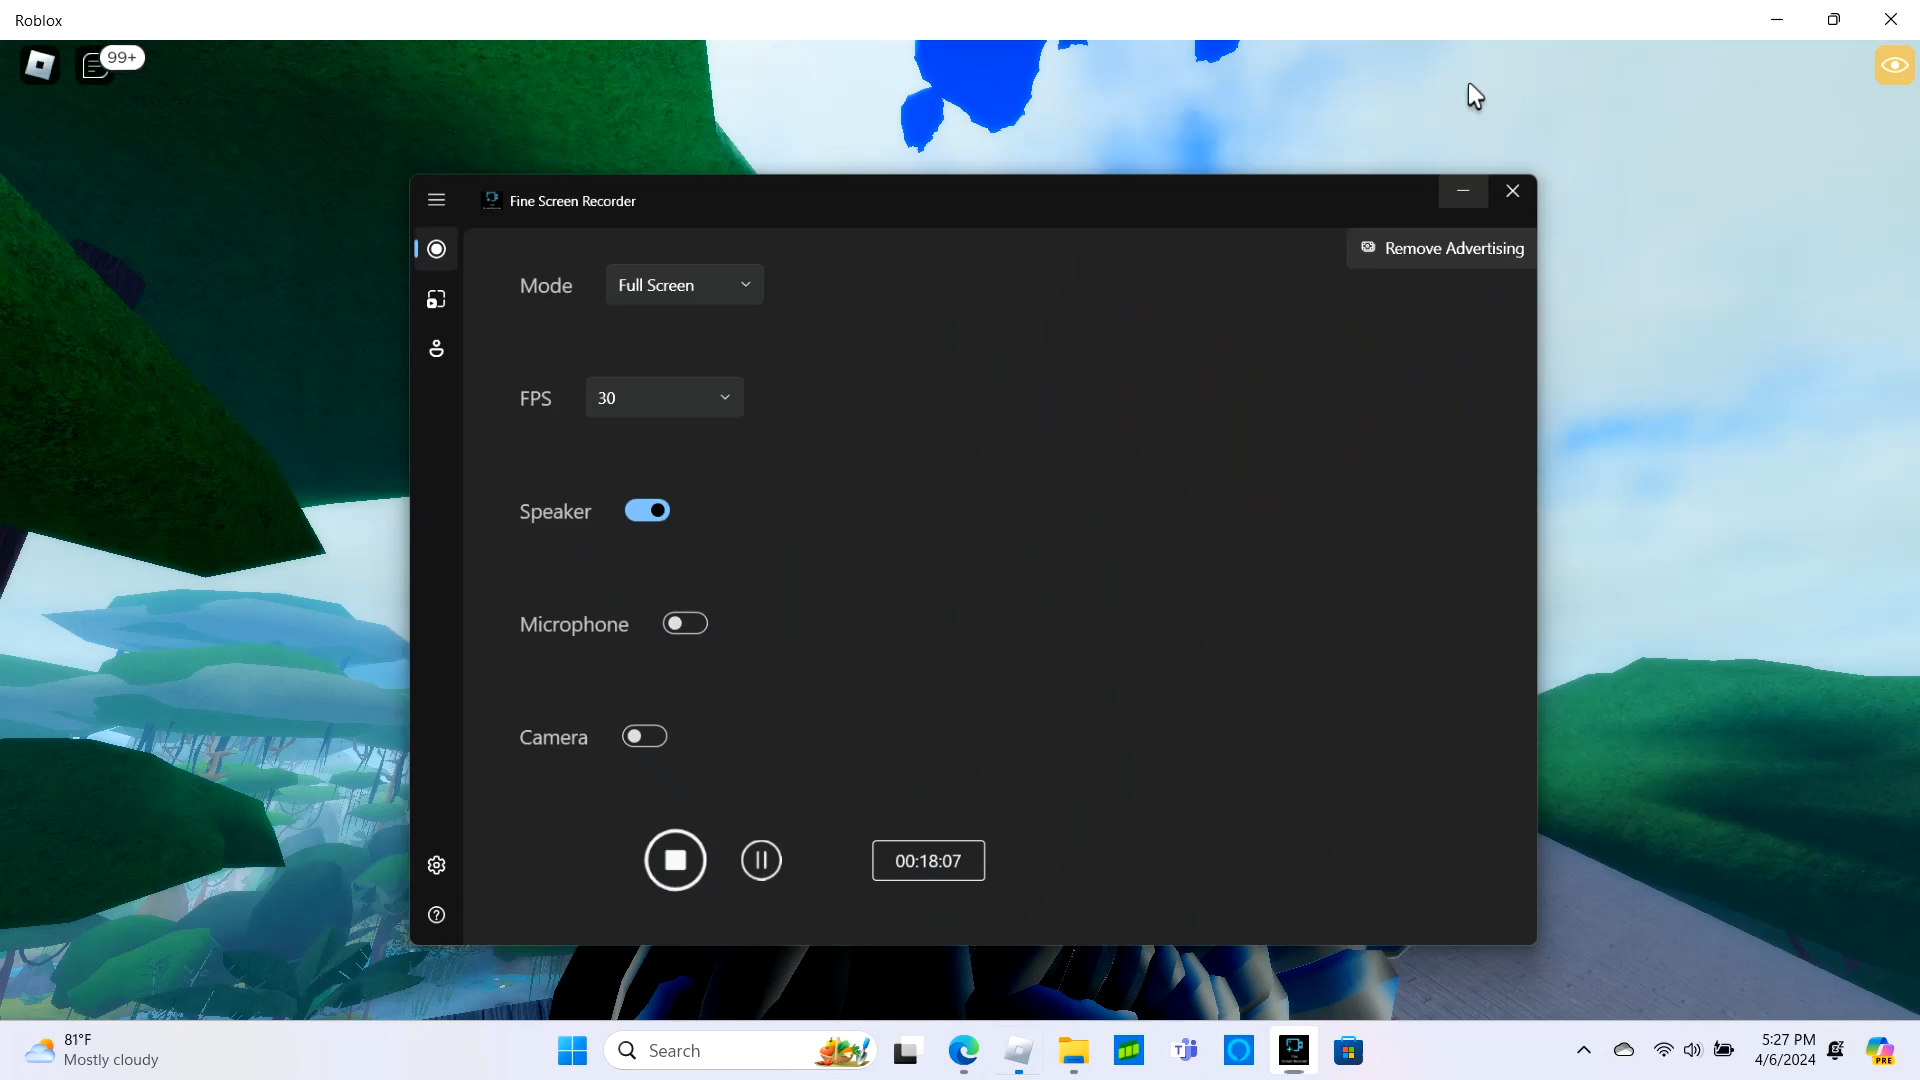 Roblox
99+
Fine Screen Recorder
Remove Advertising
Mode Full Screen
FPS 30
Speaker
Microphone
Camera
00:18:07
81°F
Mostly cloudy
Search
5:27 PM
4/6/2024
PRE